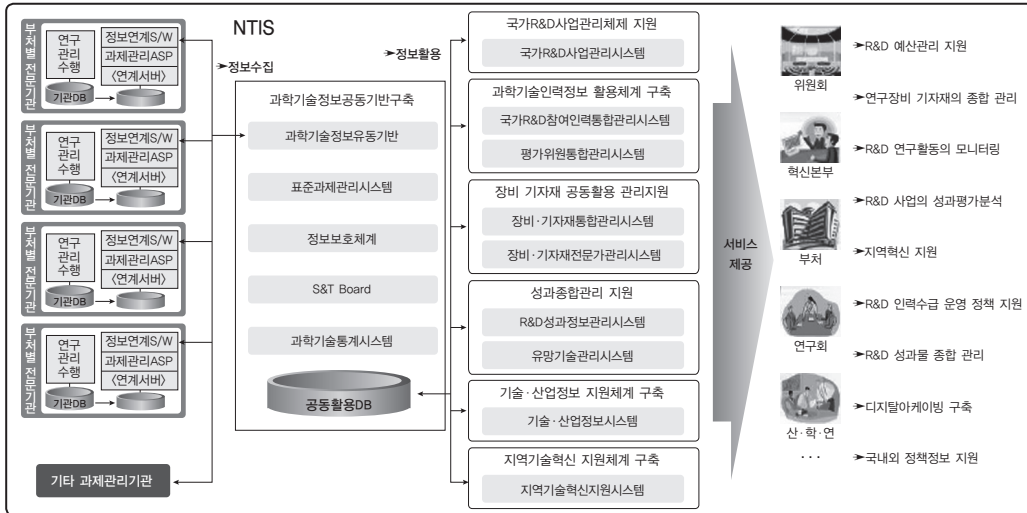 NTIS
부처별 전문기관
연구
관리
수행
기관DB
정보연계S/W
과제관리ASP
〈연계서버〉
부처별 전문기관
연구
관리
수행
기관DB
정보연계S/W
과제관리ASP
〈연계서버〉
부처별 전문기관
연구
관리
수행
기관DB
정보연계S/W
과제관리ASP
〈연계서버〉
부처별 전문기관
연구
관리
수행
기관DB
정보연계S/W
과제관리ASP
〈연계서버〉
기타 과제관리기관
정보수집
정보활용
과학기술정보공동기반구축
과학기술정보유동기반
표준과제관리시스템
정보보호체계
S&T Board
과학기술통계시스템
공동활용DB
국가R&D사업관리체제 지원
국가R&D사업관리시스템
과학기술인력정보 활용체계 구축
국가R&D참여인력통합관리시스템
평가위원통합관리시스템
장비 기자재 공동활용 관리지원
장비·기자재통합관리시스템
장비·기자재전문가관리시스템
성과종합관리 지원
R&D성과정보관리시스템
유망기술관리시스템
기술·산업정보 지원체계 구축
기술·산업정보시스템
지역기술혁신 지원체계 구축
지역기술혁신지원시스템
서비스
제공
위원회
혁신본부
부처
연구회
산·학·연
···
R&D 예산관리 지원
연구장비 기자재의 종합 관리
R&D 연구활동의 모니터링
R&D 사업의 성과평가분석
지역혁신 지원
R&D 인력수급 운영 정책 지원
R&D 성과물 종합 관리
디지탈아케이빙 구축
국내외 정책정보 지원